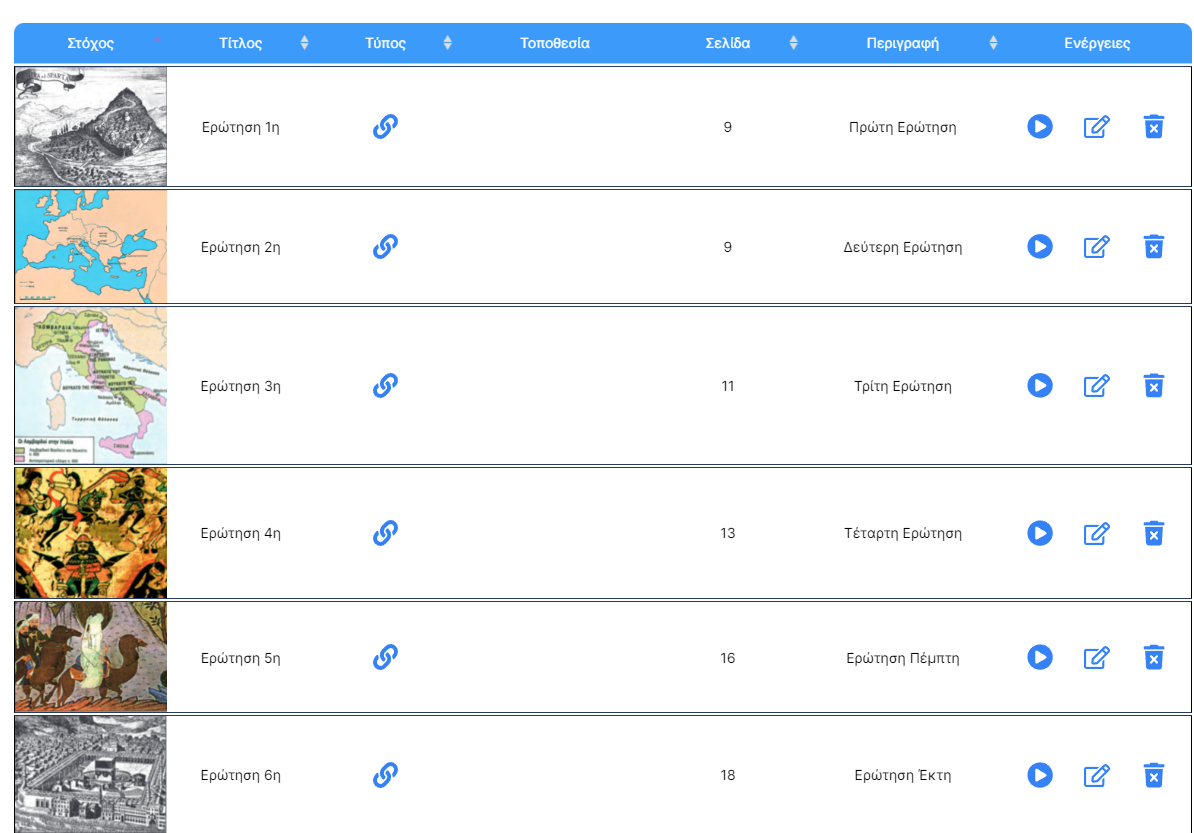 Στόχος Τίτλος Τύπος Τοποθεσία Σελίδα Περιγραφή Ενέργειες
Ερώτηση 1η 9 Πρώτη Ερώτηση
Ερώτηση 2η 9 Δεύτερη Ερώτηση
Ερώτηση 3η 11 Τρίτη Ερώτηση
Ερώτηση 4η 13 Τέταρτη Ερώτηση
Ερώτηση 5η 16 Ερώτηση Πέμπτη
Ερώτηση 6η 18 Ερώτηση Έκτη